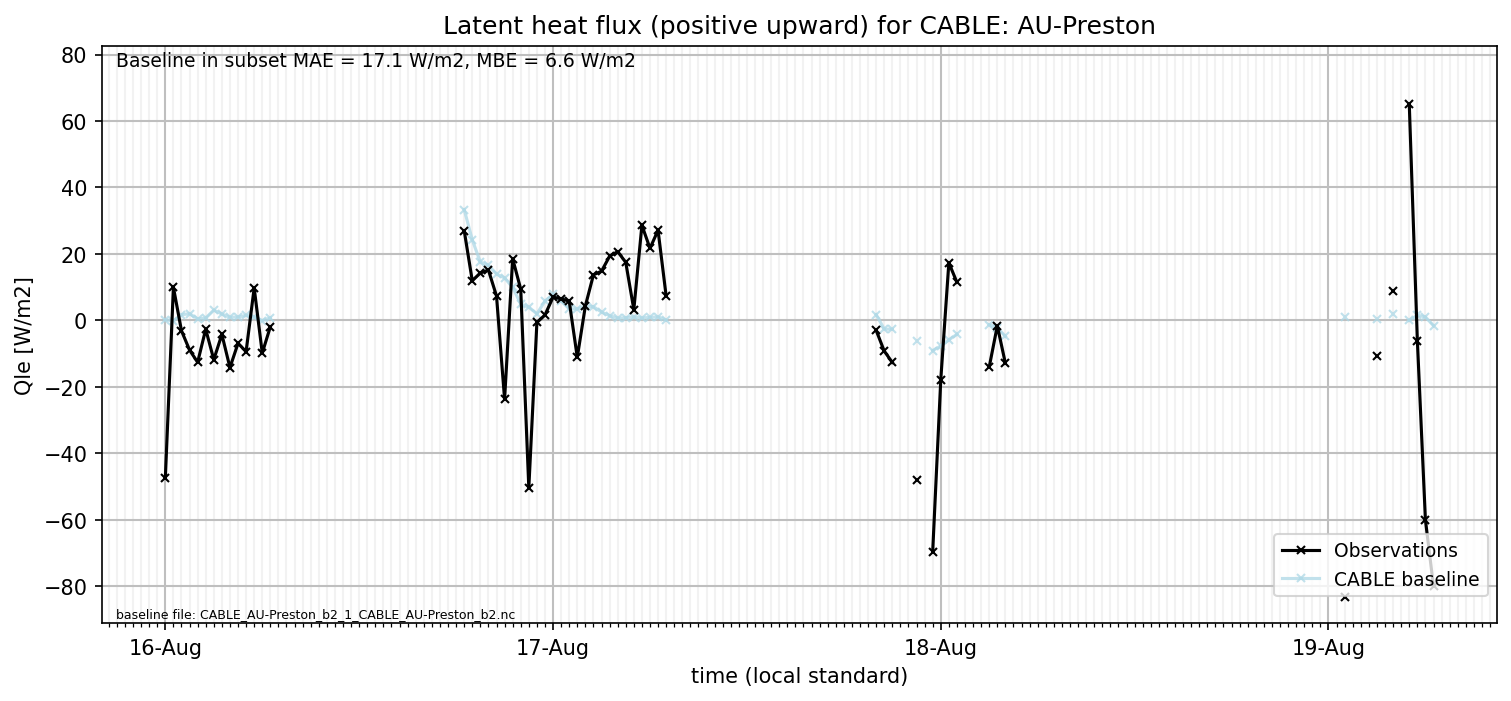 Latent heat flux (positive upward) for CABLE: AU-Preston
Baseline in subset MAE = 17.1 W/m2, MBE = 6.6 W/m2
80
60
40
20
0
−20
−40
−60
−80
Qle [W/m2]
Observations
CABLE baseline
baseline file: CABLE_AU-Preston_b2_1_CABLE_AU-Preston_b2.nc
16-Aug
17-Aug
18-Aug
19-Aug
time (local standard)